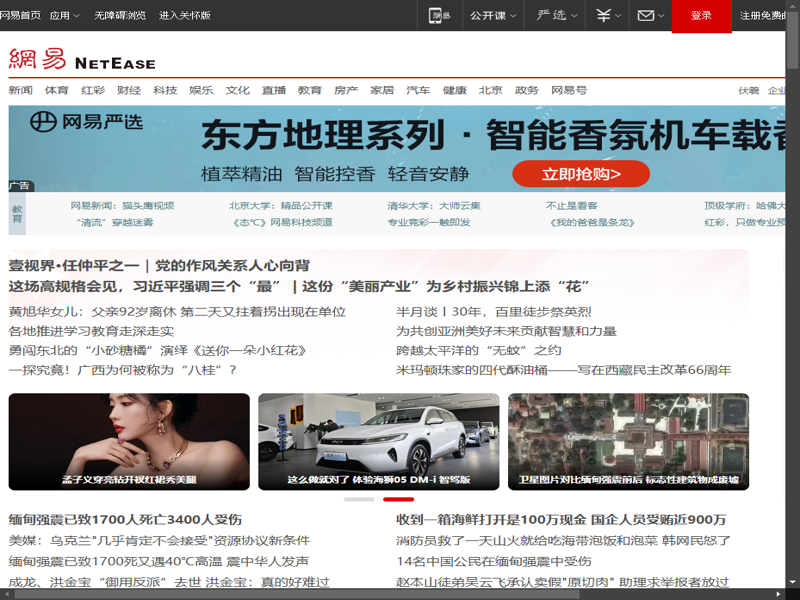 网易首页 应用 无障碍浏览 进入关怀版 网易 公开课 严选 登录 注册免费
網易 NETEASE
新闻 体育 红彩 财经 科技 娱乐 文化 直播 教育 房产 家居 汽车 健康 北京 政务 网易号 伏羲 企业
网易严选
东方地理系列 · 智能香氛机车载香
植萃精油 智能控香 轻音安静 立即抢购>
广告
教育
网易新闻：猫头鹰视频 北京大学：精品公开课 清华大学：大师云集 不止是看客 顶级学府：哈佛大
“清流”穿越迷雾 《态℃》网易科技频道 专业竞彩一触即发 《我的爸爸是条龙》 红彩，只做专业预
壹视界·任仲平之一｜党的作风关系人心向背
这场高规格会见，习近平强调三个“最”｜这份“美丽产业”为乡村振兴锦上添“花”
黄旭华女儿：父亲92岁离休 第二天又拄着拐出现在单位
半月谈丨30年，百里徒步祭英烈
各地推进学习教育走深走实
为共创亚洲美好未来贡献智慧和力量
勇闯东北的“小砂糖橘”演绎《送你一朵小红花》
跨越太平洋的“无蚊”之约
一探究竟！广西为何被称为“八桂”？
米玛顿珠家的四代酥油桶——写在西藏民主改革66周年
孟子义穿亮钻开衩红裙秀美腿
这么做就对了 体验海狮05 DM-i 智驾版
卫星图片对比缅甸强震前后 标志性建筑物成废墟
缅甸强震已致1700人死亡3400人受伤
收到一箱海鲜打开是100万现金 国企人员受贿近900万
美媒：乌克兰"几乎肯定不会接受"资源协议新条件
消防员救了一天山火就给吃海带泡饭和泡菜 韩网民怒了
缅甸强震已致1700死又遇40℃高温 震中华人发声
14名中国公民在缅甸强震中受伤
成龙、洪金宝“御用反派”去世 洪金宝：真的好难过
赵本山徒弟吴云飞承认卖假"原切肉" 助理求举报者放过